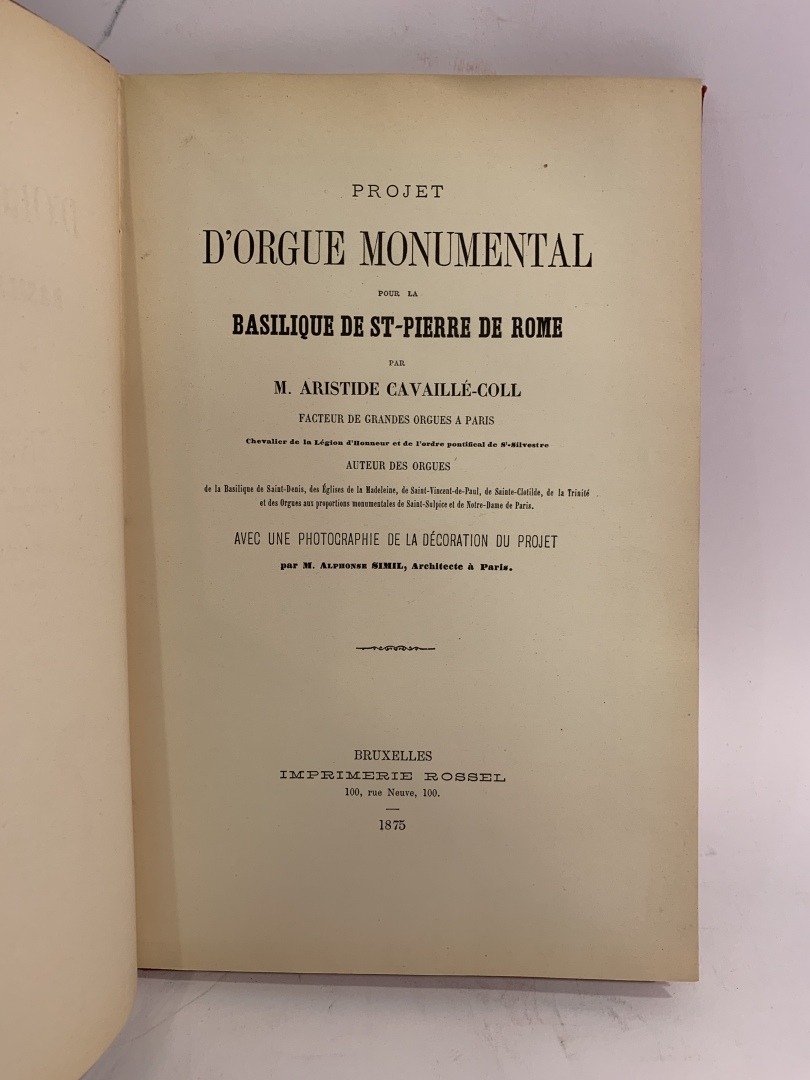 PROJET
D'ORGUE MONUMENTAL
POUR LA
BASILIQUE DE ST-PIERRE DE ROME
PAR
M. ARISTIDE CAVAILLÉ-COLL
FACTEUR DE GRANDES ORGUES A PARIS
Chevalier de la Légion d'Honneur et de l'ordre pontifical de St-Silvestre
AUTEUR DES ORGUES
de la Basilique de Saint-Denis, des Églises de la Madeleine, de Saint-Vincent-de-Paul, de Sainte-Clotilde, de la Trinité
et des Orgues aux proportions monumentales de Saint-Sulpice et de Notre-Dame de Paris.
AVEC UNE PHOTOGRAPHIE DE LA DÉCORATION DU PROJET
par M. ALPHONSE SIMIL, Architecte à Paris.
BRUXELLES
IMPRIMERIE ROSSEL
100, rue Neuve, 100.
1875